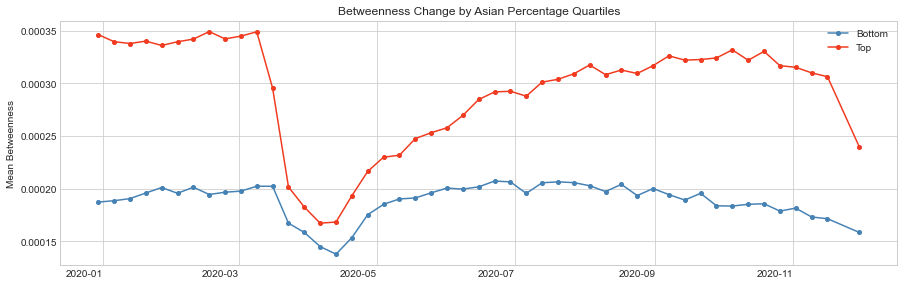 Betweenness Change by Asian Percentage Quartiles
Mean Betweenness
0.00035
0.00030
0.00025
0.00020
0.00015
Bottom
Top
2020-01 2020-03 2020-05 2020-07 2020-09 2020-11